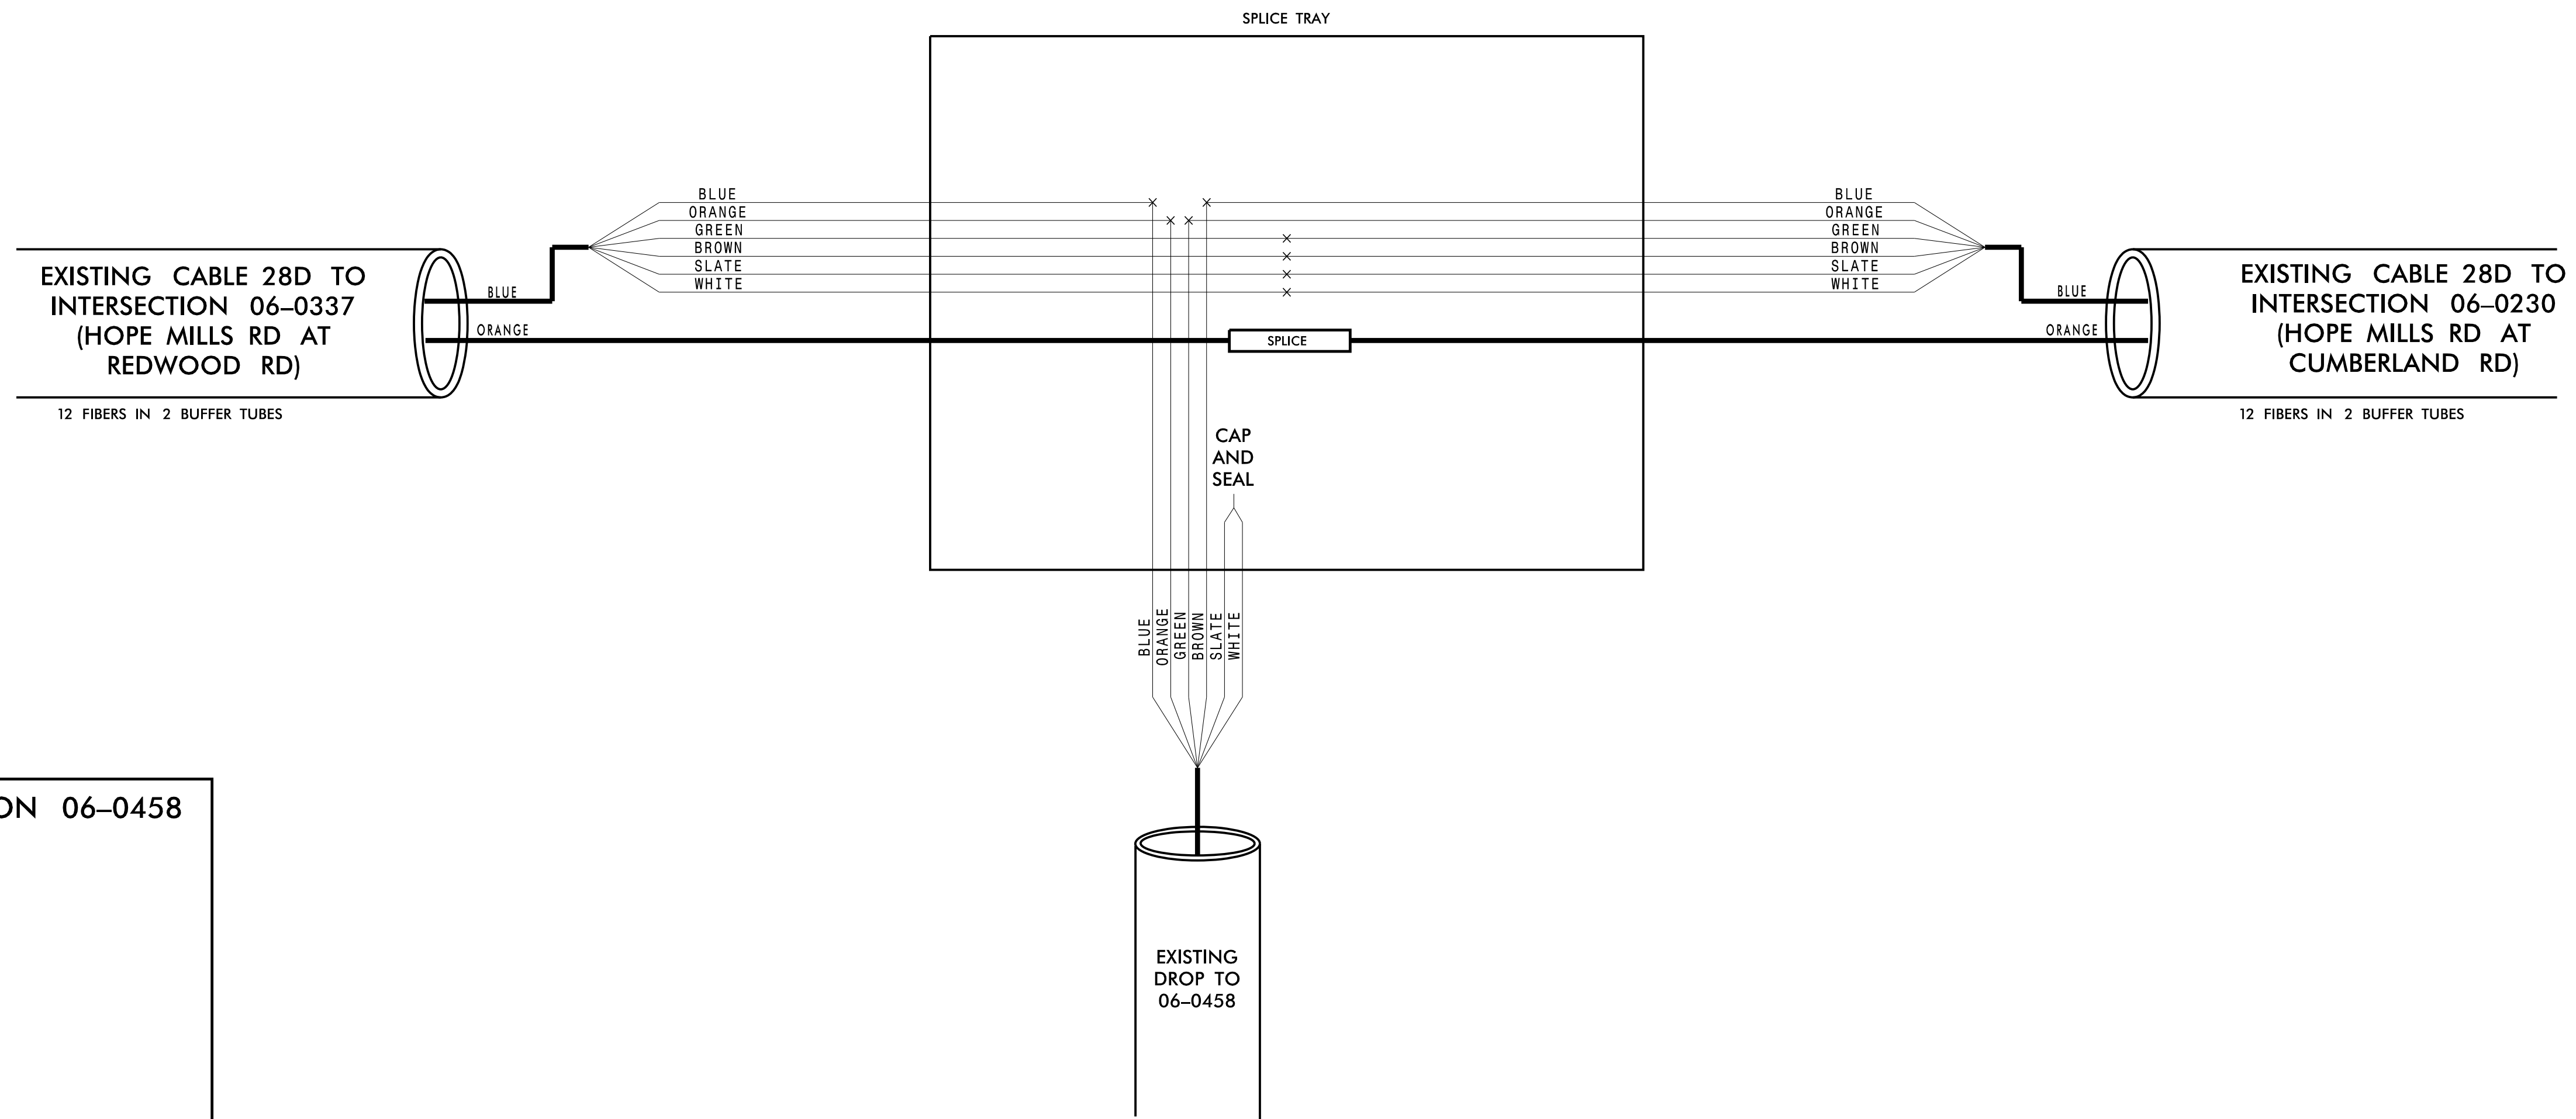 SPLICE TRAY
BLUE
ORANGE
GREEN
BROWN
SLATE
WHITE
BLUE
ORANGE
GREEN
BROWN
SLATE
WHITE
EXISTING CABLE 28D TO
INTERSECTION 06–0337
(HOPE MILLS RD AT
REDWOOD RD)
12 FIBERS IN 2 BUFFER TUBES
BLUE
ORANGE
SPLICE
BLUE
ORANGE
EXISTING CABLE 28D TO
INTERSECTION 06–0230
(HOPE MILLS RD AT
CUMBERLAND RD)
12 FIBERS IN 2 BUFFER TUBES
CAP
AND
SEAL
BLUE
ORANGE
GREEN
BROWN
SLATE
WHITE
ON 06–0458
EXISTING
DROP TO
06–0458